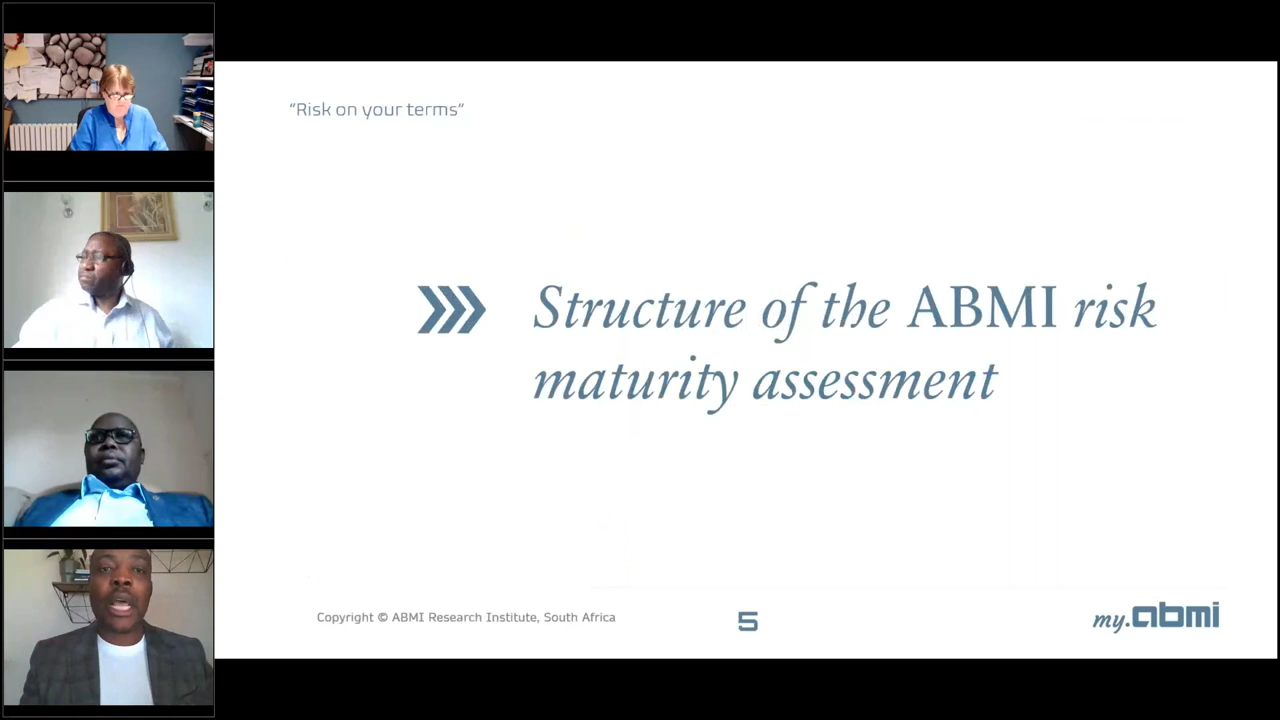 "Risk on your terms"
Structure of the ABMI risk
maturity assessment
Copyright © ABMI Research Institute, South Africa
5
my.abmi